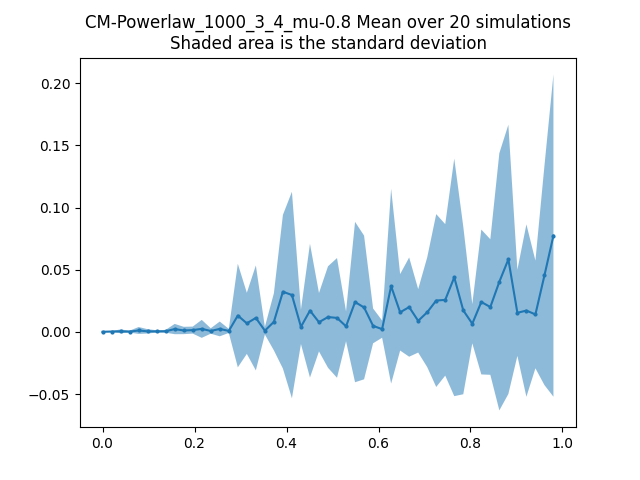 CM-Powerlaw_1000_3_4_mu-0.8 Mean over 20 simulations
Shaded area is the standard deviation
0.20
0.15
0.10
0.05
0.00
−0.05
0.0 0.2 0.4 0.6 0.8 1.0